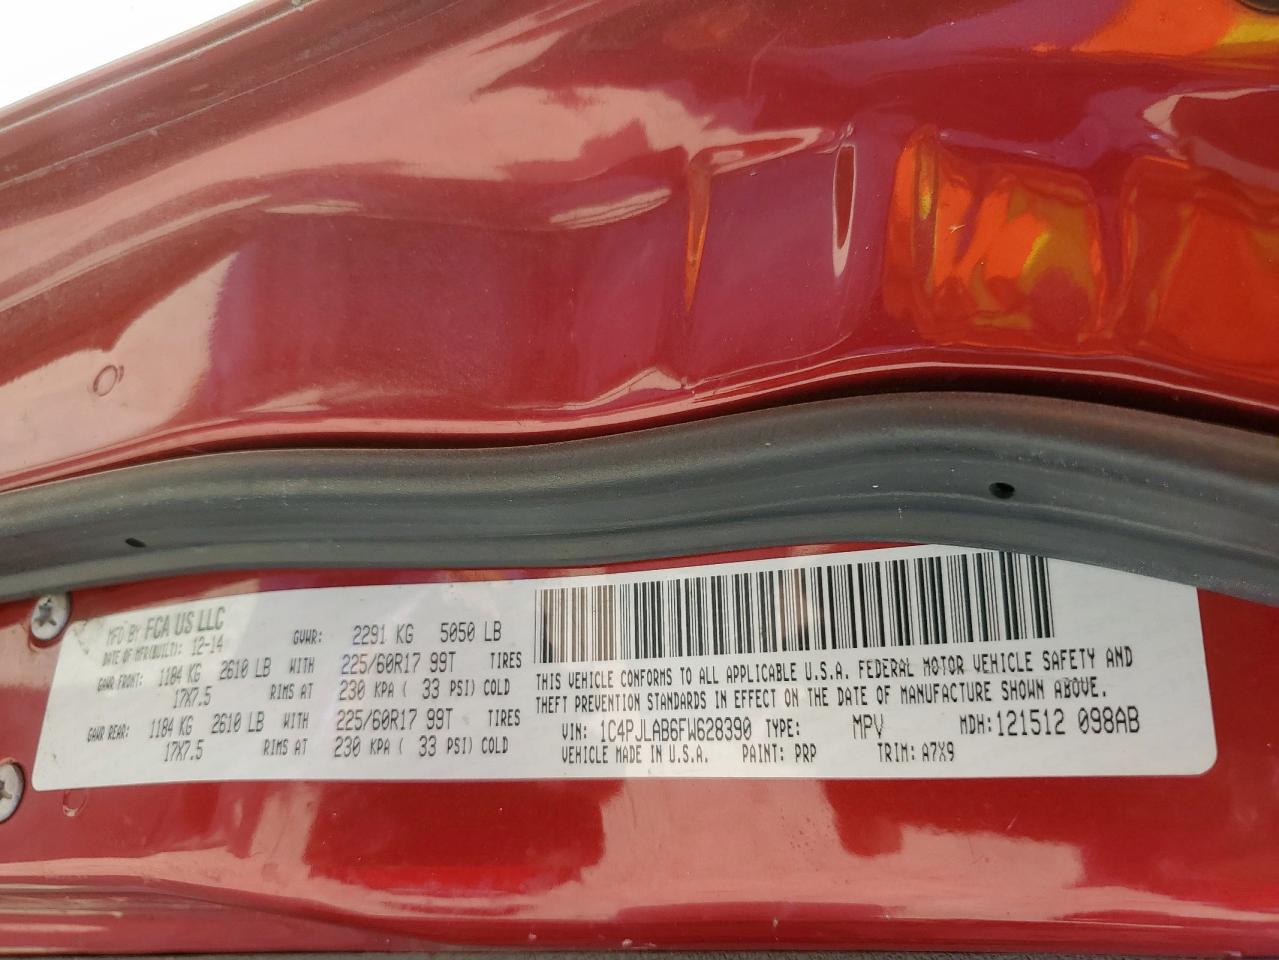 MFD BY FCA US LLC
DATE OF MFR(BUILT): 12-14 GVWR: 2291 KG 5050 LB
GAWR FRONT: 1184 KG 2610 LB WITH 225/60R17 99T TIRES
17X7.5 RIMS AT 230 KPA ( 33 PSI) COLD
GAWR REAR: 1184 KG 2610 LB WITH 225/60R17 99T TIRES
17X7.5 RIMS AT 230 KPA ( 33 PSI) COLD
THIS VEHICLE CONFORMS TO ALL APPLICABLE U.S.A. FEDERAL MOTOR VEHICLE SAFETY AND
THEFT PREVENTION STANDARDS IN EFFECT ON THE DATE OF MANUFACTURE SHOWN ABOVE.
VIN: 1C4PJLAB6FW628390 TYPE: MPV MDH:121512 098AB
VEHICLE MADE IN U.S.A. PAINT: PRP TRIM: A7X9